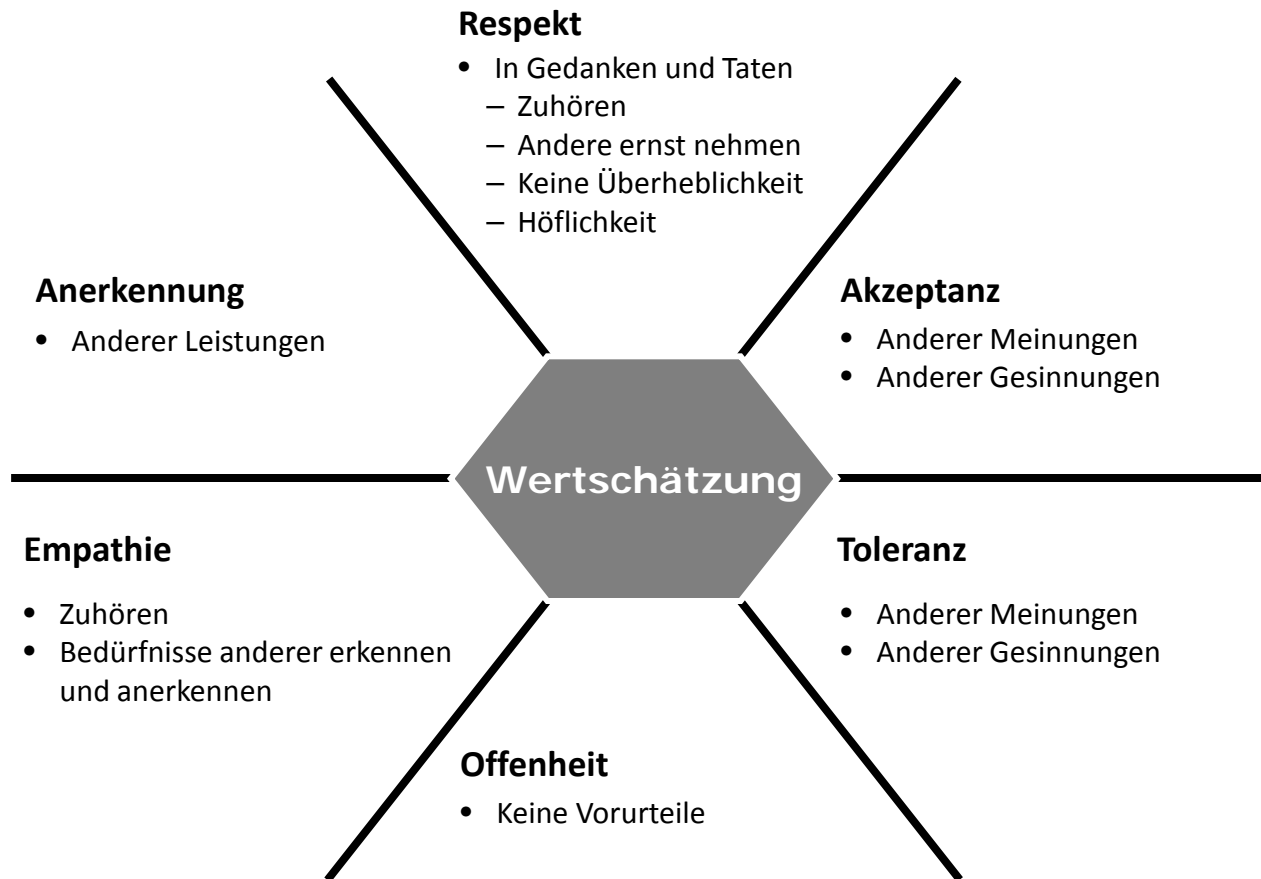 Respekt
• In Gedanken und Taten
– Zuhören
– Andere ernst nehmen
– Keine Überheblichkeit
– Höflichkeit
Anerkennung
• Anderer Leistungen
Akzeptanz
• Anderer Meinungen
• Anderer Gesinnungen
Wertschätzung
Empathie
• Zuhören
• Bedürfnisse anderer erkennen
und anerkennen
Toleranz
• Anderer Meinungen
• Anderer Gesinnungen
Offenheit
• Keine Vorurteile